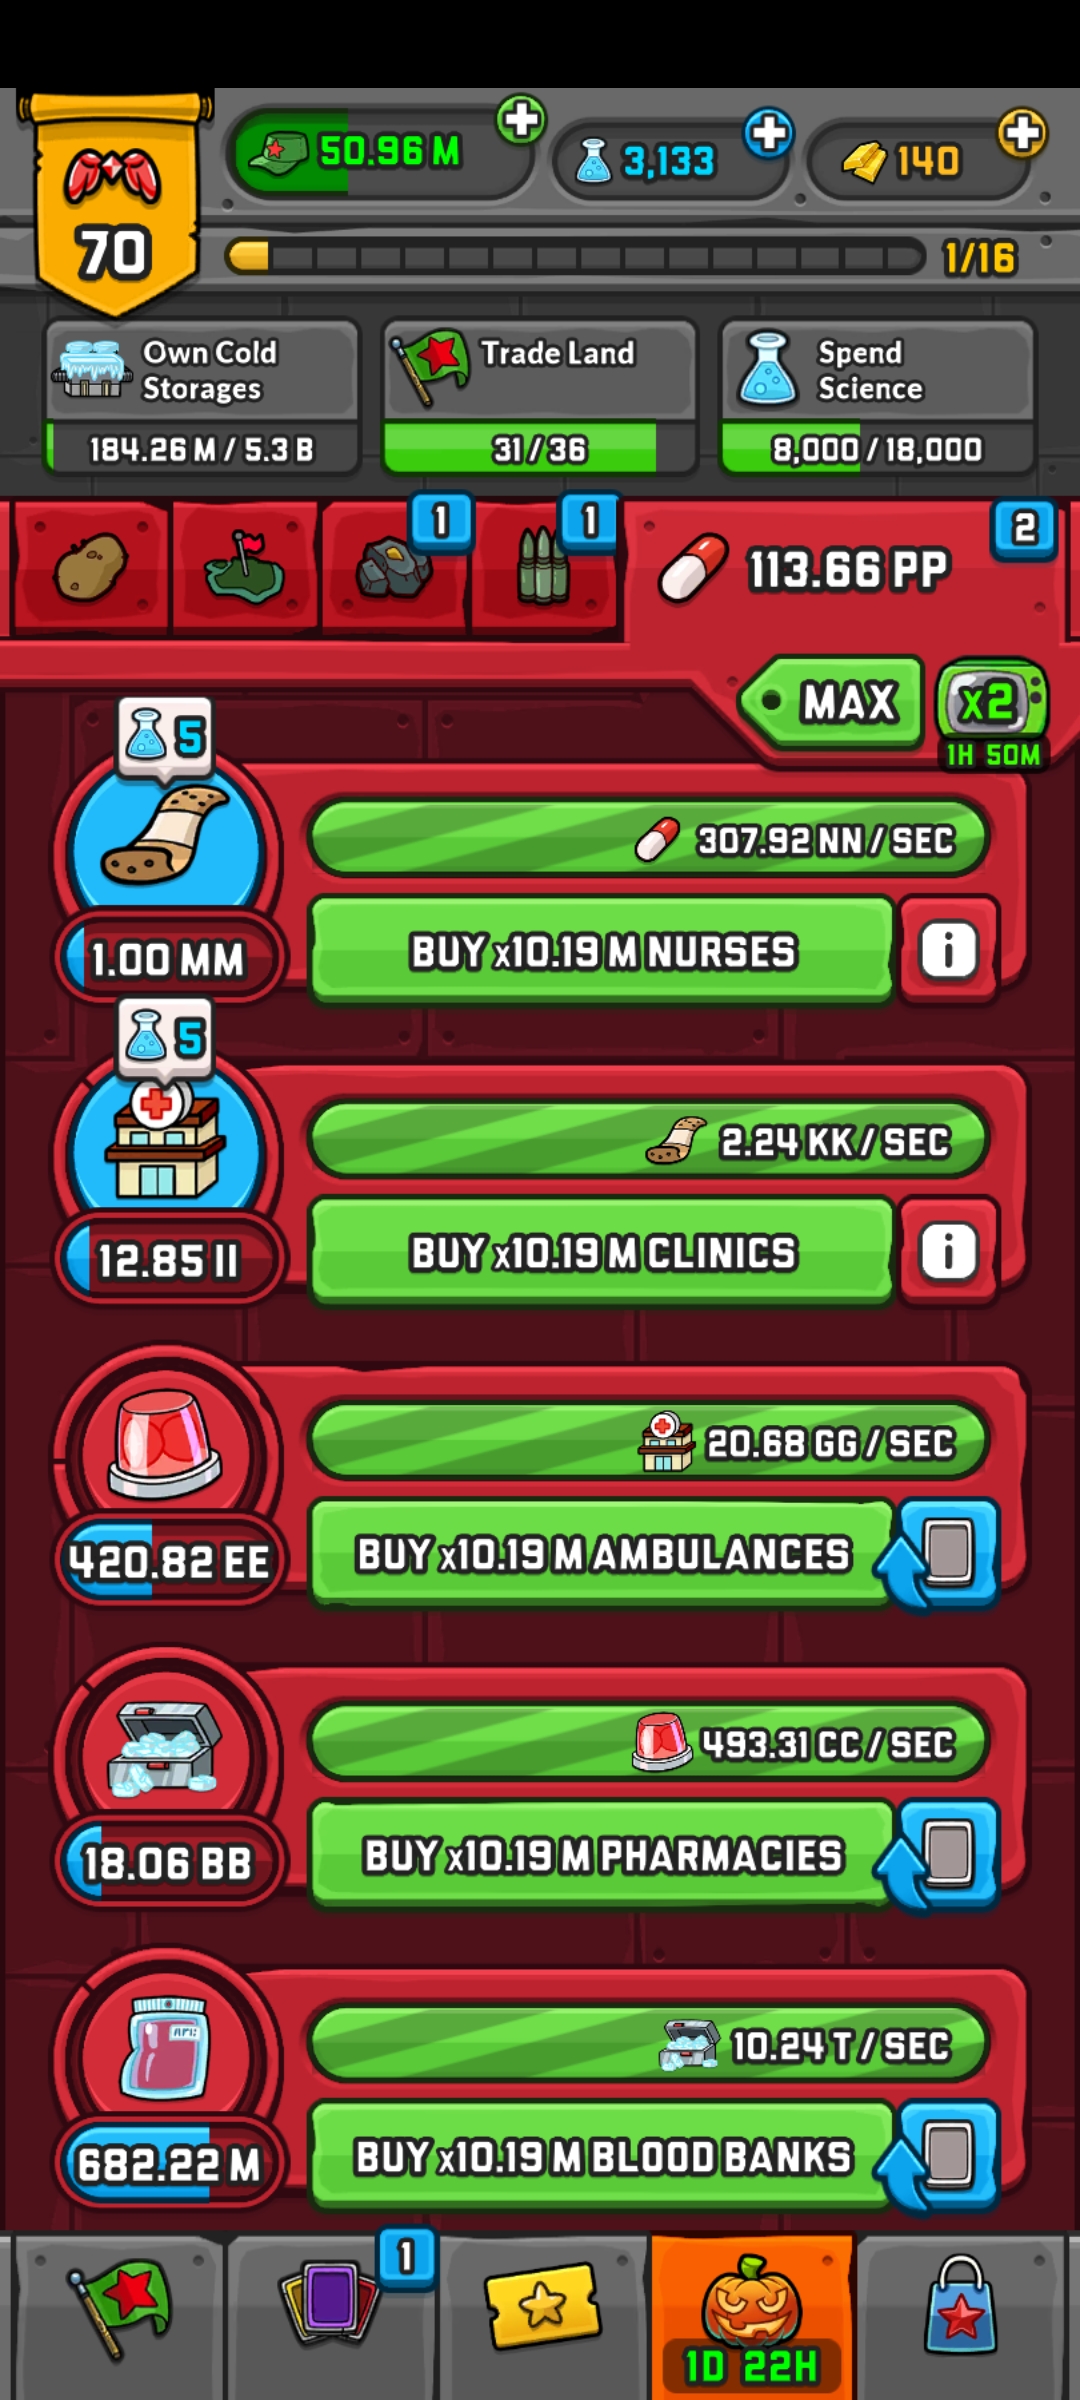 70
50.96 M
3,133
140
1/16
Own Cold
Storages
184.26 M / 5.3 B
Trade Land
31 / 36
Spend
Science
8,000 / 18,000
1
1
113.66 PP
2
MAX
x2
1H 50M
5
307.92 NN / SEC
BUY x10.19 M NURSES
i
1.00 MM
5
2.24 KK / SEC
BUY x10.19 M CLINICS
i
12.85 II
20.68 GG / SEC
BUY x10.19 M AMBULANCES
420.82 EE
493.31 CC / SEC
BUY x10.19 M PHARMACIES
18.06 BB
10.24 T / SEC
BUY x10.19 M BLOOD BANKS
682.22 M
1
1D 22H